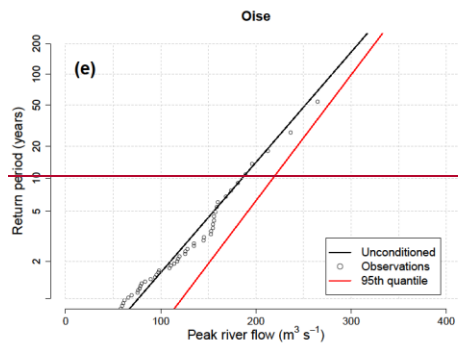 Oise
(e)
Return period (years)
200
100
50
20
10
5
2
Unconditioned
Observations
95th quantile
0 100 200 300 400
Peak river flow (m³ s⁻¹)